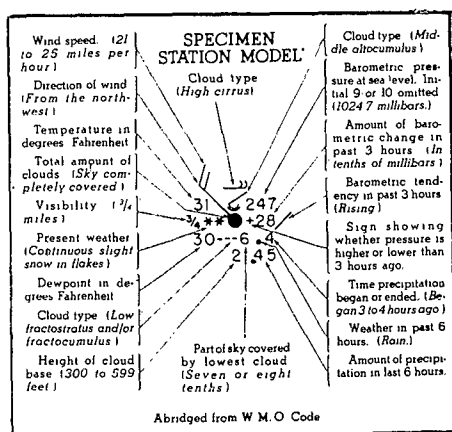 SPECIMEN
STATION MODEL
Wind speed. (21
to 25 miles per
hour)
Direction of wind
(From the north-
west)
Temperature in
degrees Fahrenheit
Total amount of
clouds (Sky com-
pletely covered)
Visibility (3/4
miles)
Present weather
(Continuous slight
snow in flakes)
Dewpoint in de-
grees Fahrenheit
Cloud type (Low
fractostratus and/or
fractocumulus)
Height of cloud
base (300 to 599
feet)
Cloud type
(High cirrus)
31 247
3/4 ** +28
30 --- 6 .4
2 .45
Part of sky covered
by lowest cloud
(Seven or eight
tenths)
Cloud type (Mid-
dle altocumulus)
Barometric pres-
sure at sea level. Ini-
tial 9 or 10 omitted
(1024 7 millibars.)
Amount of baro-
metric change in
past 3 hours (In
tenths of millibars)
Barometric tend-
ency in past 3 hours
(Rising)
Sign showing
whether pressure is
higher or lower than
3 hours ago.
Time precipitation
began or ended. (Be-
gan 3 to 4 hours ago)
Weather in past 6
hours. (Rain.)
Amount of precipi-
tation in last 6 hours.
Abridged from W M.O Code